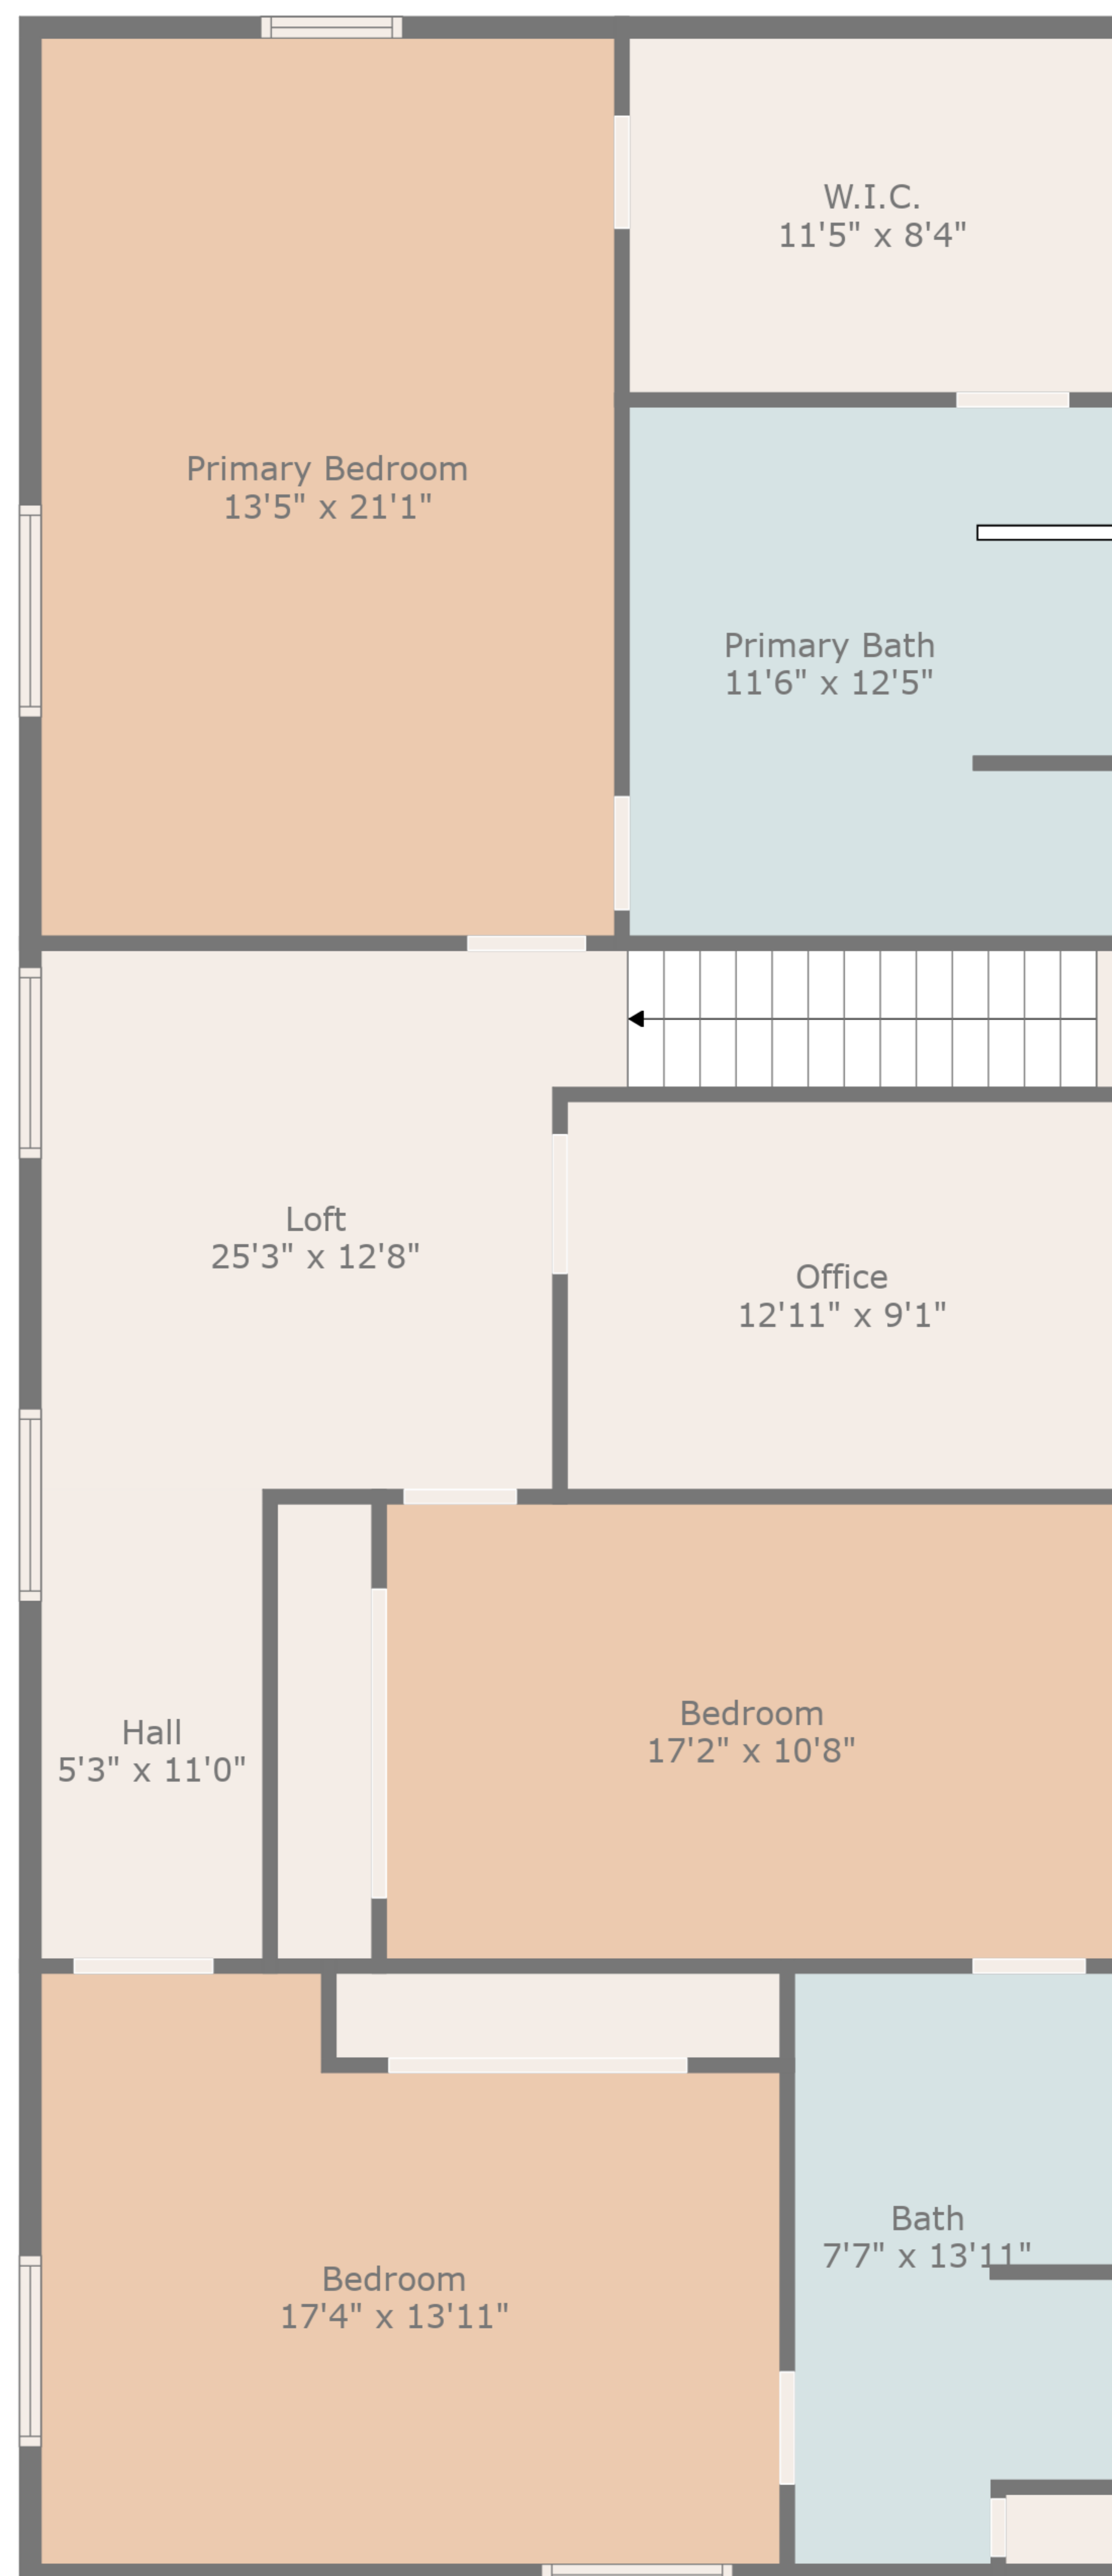 W.I.C.
11'5" x 8'4"
Primary Bedroom
13'5" x 21'1"
Primary Bath
11'6" x 12'5"
Loft
25'3" x 12'8"
Office
12'11" x 9'1"
Bedroom
17'2" x 10'8"
Hall
5'3" x 11'0"
Bath
7'7" x 13'11"
Bedroom
17'4" x 13'11"